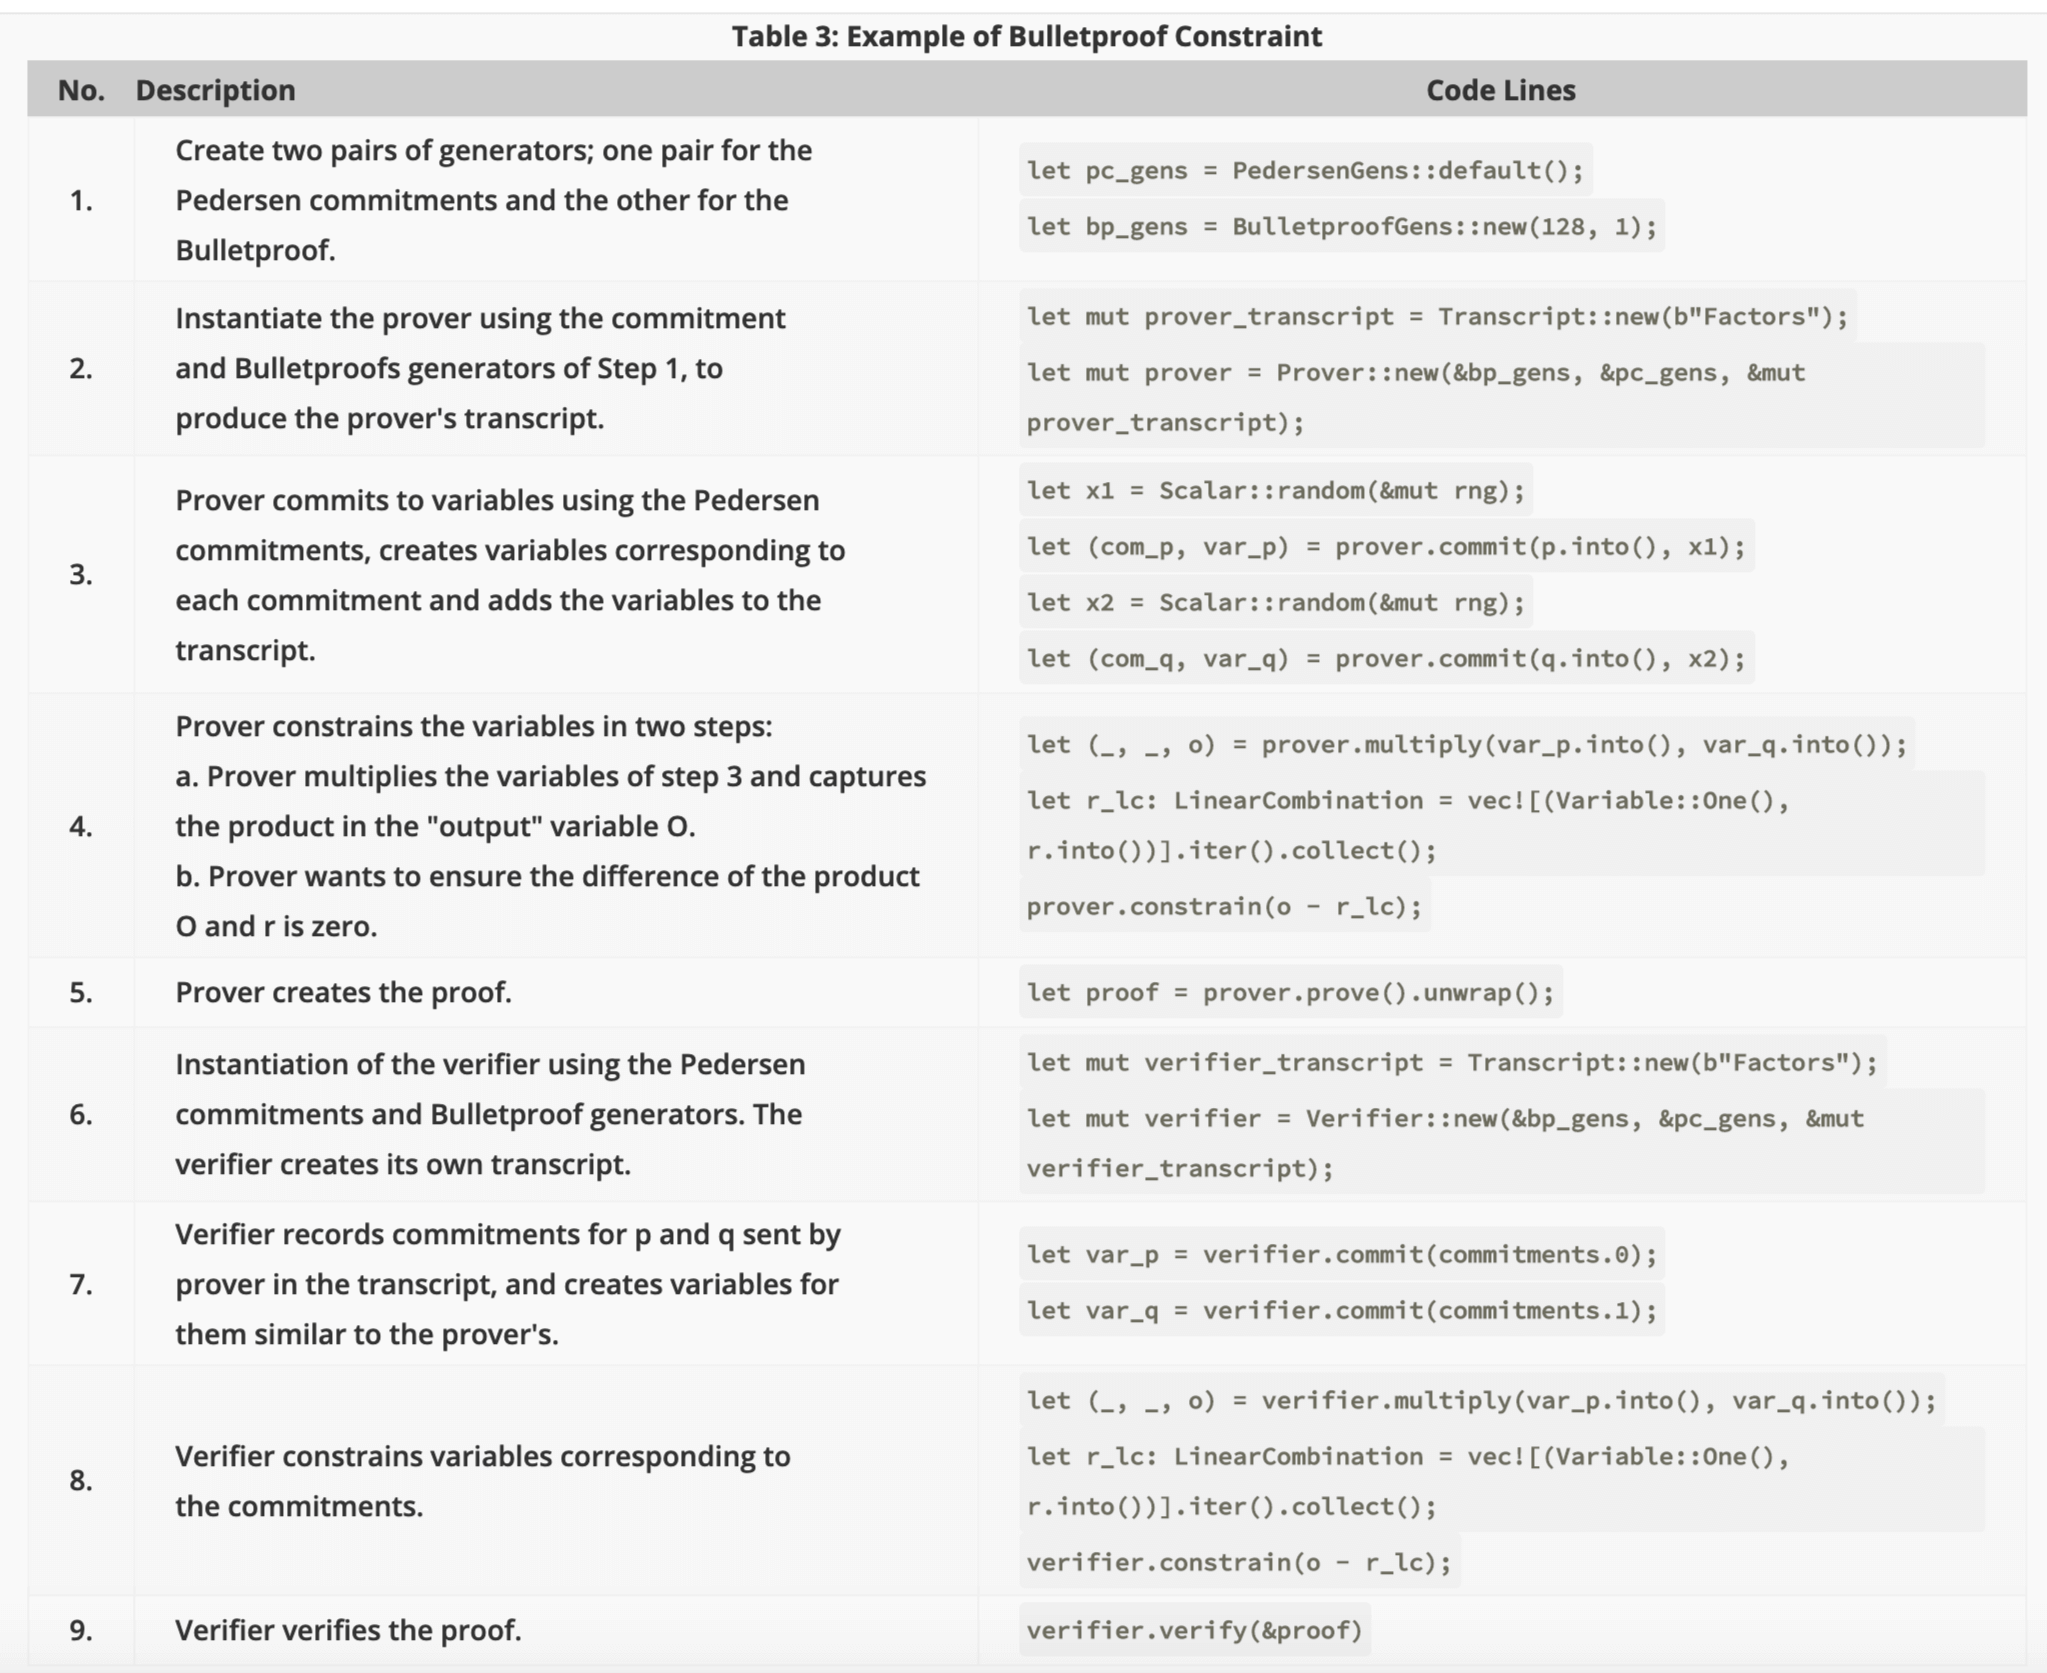 Table 3: Example of Bulletproof Constraint
No. Description Code Lines
1.
Create two pairs of generators; one pair for the
Pedersen commitments and the other for the
Bulletproof.
let pc_gens = PedersenGens::default();
let bp_gens = BulletproofGens::new(128, 1);
2.
Instantiate the prover using the commitment
and Bulletproofs generators of Step 1, to
produce the prover's transcript.
let mut prover_transcript = Transcript::new(b"Factors");
let mut prover = Prover::new(&bp_gens, &pc_gens, &mut
prover_transcript);
3.
Prover commits to variables using the Pedersen
commitments, creates variables corresponding to
each commitment and adds the variables to the
transcript.
let x1 = Scalar::random(&mut rng);
let (com_p, var_p) = prover.commit(p.into(), x1);
let x2 = Scalar::random(&mut rng);
let (com_q, var_q) = prover.commit(q.into(), x2);
4.
Prover constrains the variables in two steps:
a. Prover multiplies the variables of step 3 and captures
the product in the "output" variable O.
b. Prover wants to ensure the difference of the product
O and r is zero.
let (_, _, o) = prover.multiply(var_p.into(), var_q.into());
let r_lc: LinearCombination = vec![(Variable::One(),
r.into())].iter().collect();
prover.constrain(o - r_lc);
5.
Prover creates the proof.
let proof = prover.prove().unwrap();
6.
Instantiation of the verifier using the Pedersen
commitments and Bulletproof generators. The
verifier creates its own transcript.
let mut verifier_transcript = Transcript::new(b"Factors");
let mut verifier = Verifier::new(&bp_gens, &pc_gens, &mut
verifier_transcript);
7.
Verifier records commitments for p and q sent by
prover in the transcript, and creates variables for
them similar to the prover's.
let var_p = verifier.commit(commitments.0);
let var_q = verifier.commit(commitments.1);
8.
Verifier constrains variables corresponding to
the commitments.
let (_, _, o) = verifier.multiply(var_p.into(), var_q.into());
let r_lc: LinearCombination = vec![(Variable::One(),
r.into())].iter().collect();
verifier.constrain(o - r_lc);
9.
Verifier verifies the proof.
verifier.verify(&proof)